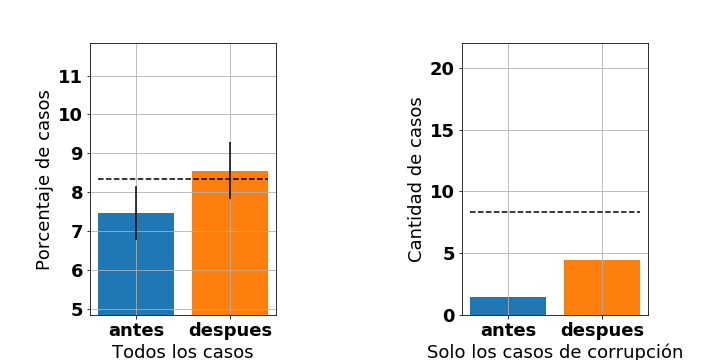 Porcentaje de casos
11
10
9
8
7
6
5
antes despues
Todos los casos
Cantidad de casos
20
15
10
5
0
antes despues
Solo los casos de corrupción